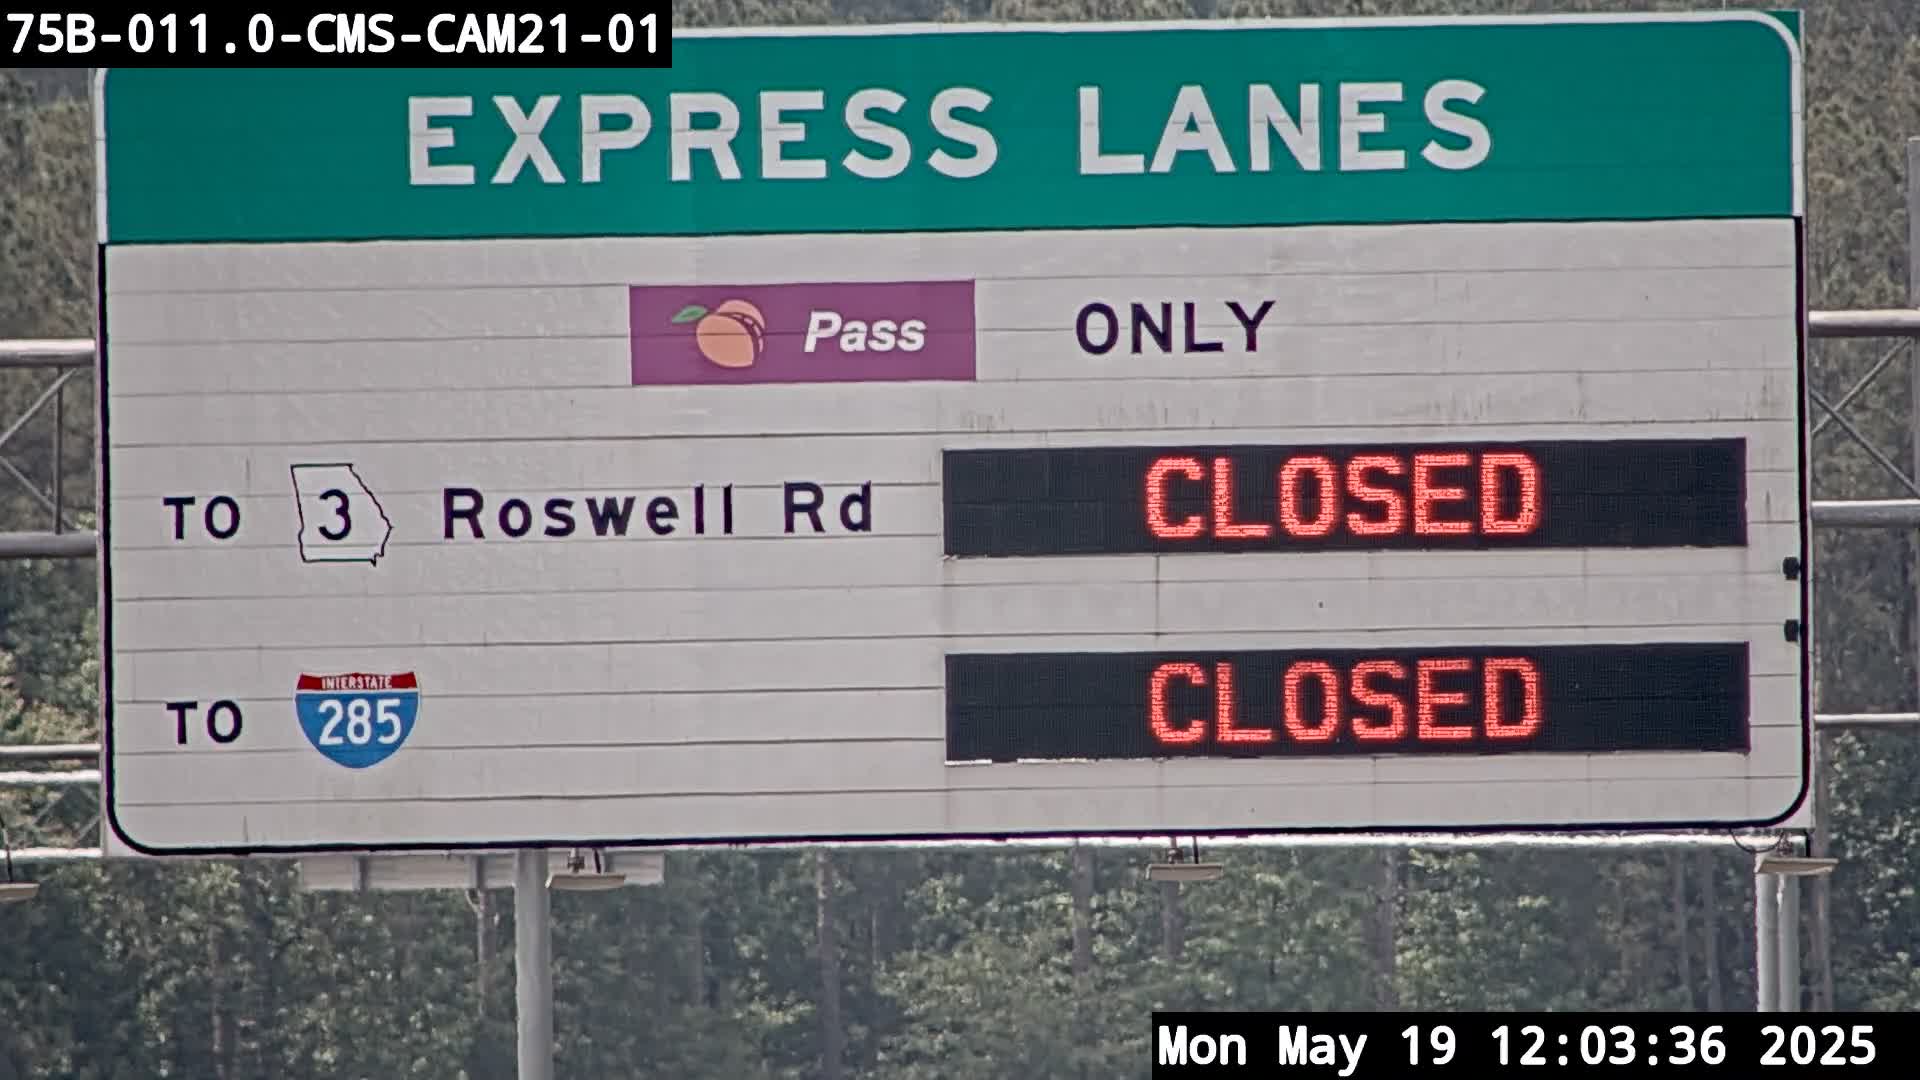 75B-011.0-CMS-CAM21-01
EXPRESS LANES
Pass ONLY
TO 3 Roswell Rd CLOSED
TO INTERSTATE 285 CLOSED
Mon May 19 12:03:36 2025